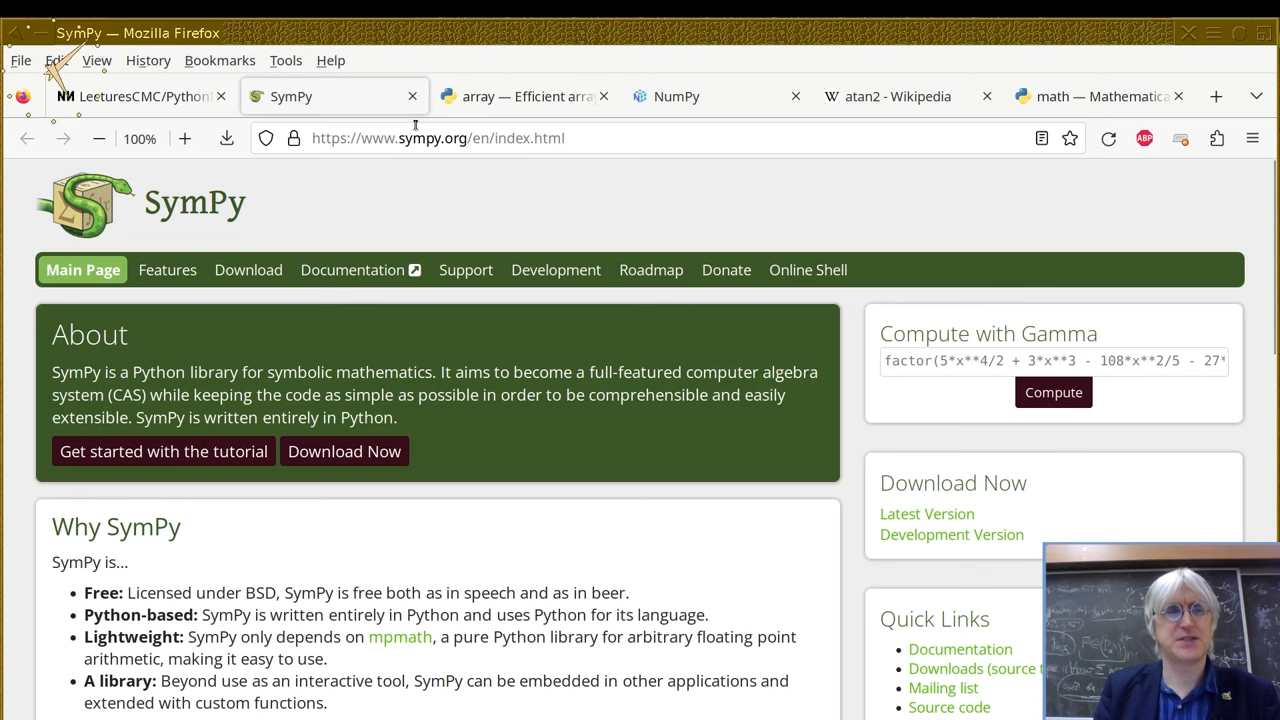 SymPy — Mozilla Firefox
File Edit View History Bookmarks Tools Help
LecturesCMC/Python SymPy array — Efficient arra NumPy atan2 - Wikipedia math — Mathematica
100% https://www.sympy.org/en/index.html ABP
SymPy
Main Page Features Download Documentation Support Development Roadmap Donate Online Shell
About
SymPy is a Python library for symbolic mathematics. It aims to become a full-featured computer algebra
system (CAS) while keeping the code as simple as possible in order to be comprehensible and easily
extensible. SymPy is written entirely in Python.
Get started with the tutorial Download Now
Compute with Gamma
factor(5*x**4/2 + 3*x**3 - 108*x**2/5 - 27*
Compute
Why SymPy
SymPy is...
Free: Licensed under BSD, SymPy is free both as in speech and as in beer.
Python-based: SymPy is written entirely in Python and uses Python for its language.
Lightweight: SymPy only depends on mpmath, a pure Python library for arbitrary floating point
arithmetic, making it easy to use.
A library: Beyond use as an interactive tool, SymPy can be embedded in other applications and
extended with custom functions.
Download Now
Latest Version
Development Version
Quick Links
Documentation
Downloads (source t
Mailing list
Source code